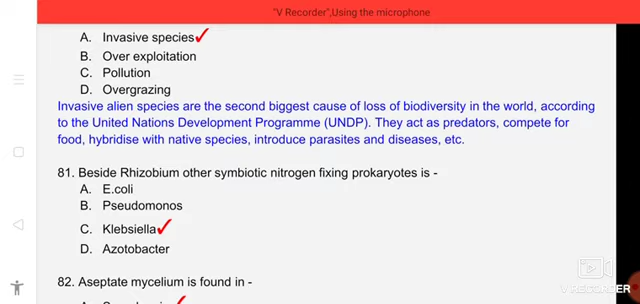 "V Recorder",Using the microphone
A. Invasive species
B. Over exploitation
C. Pollution
D. Overgrazing
Invasive alien species are the second biggest cause of loss of biodiversity in the world, according
to the United Nations Development Programme (UNDP). They act as predators, compete for
food, hybridise with native species, introduce parasites and diseases, etc.
81. Beside Rhizobium other symbiotic nitrogen fixing prokaryotes is -
A. E.coli
B. Pseudomonos
C. Klebsiella
D. Azotobacter
V RECORDER
82. Aseptate mycelium is found in -